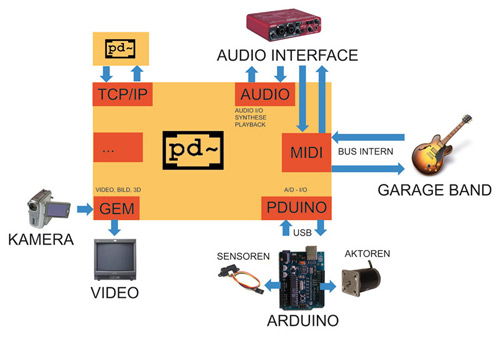 pd~
AUDIO INTERFACE
TCP/IP
AUDIO
AUDIO I/O
SYNTHESE
PLAYBACK
...
pd~
MIDI
BUS INTERN
GARAGE BAND
VIDEO, BILD, 3D
A/D - I/O
GEM
PDUINO
KAMERA
USB
VIDEO
SENSOREN
AKTOREN
ARDUINO